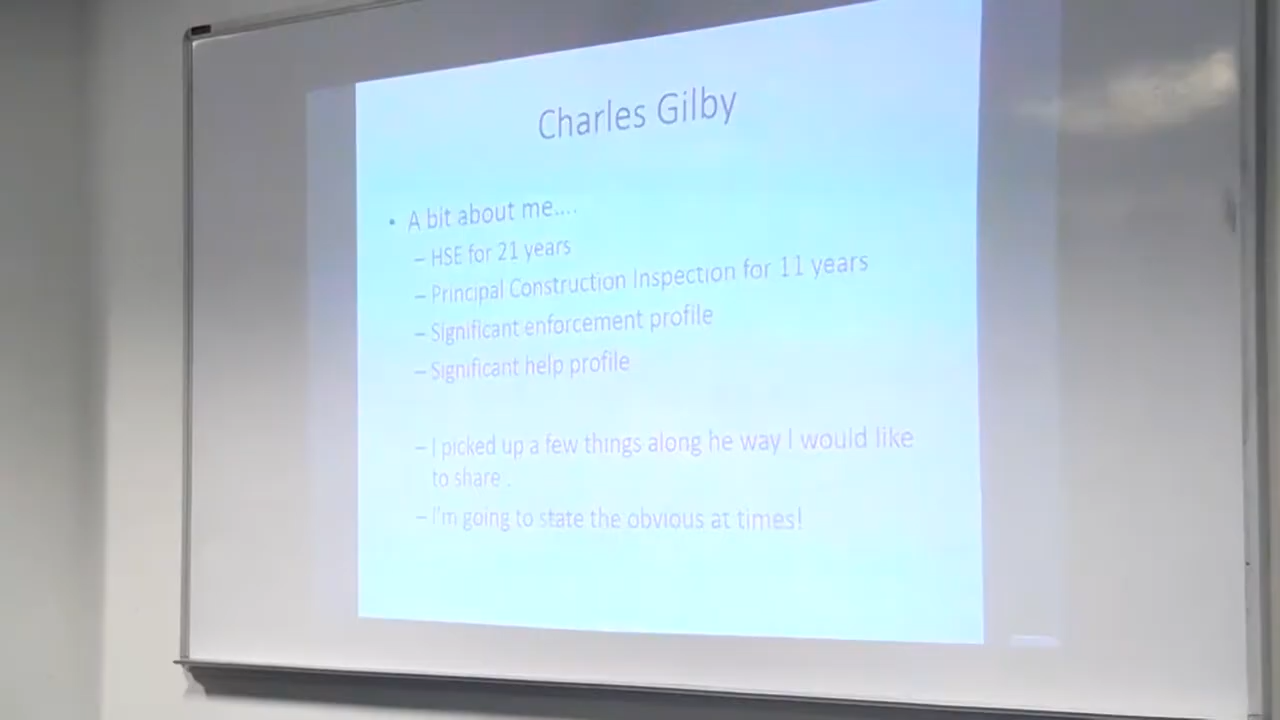 Charles Gilby
• A bit about me....
– HSE for 21 years
– Principal Construction Inspection for 11 years
– Significant enforcement profile
– Significant help profile
– I picked up a few things along he way I would like
to share .
– I'm going to state the obvious at times!